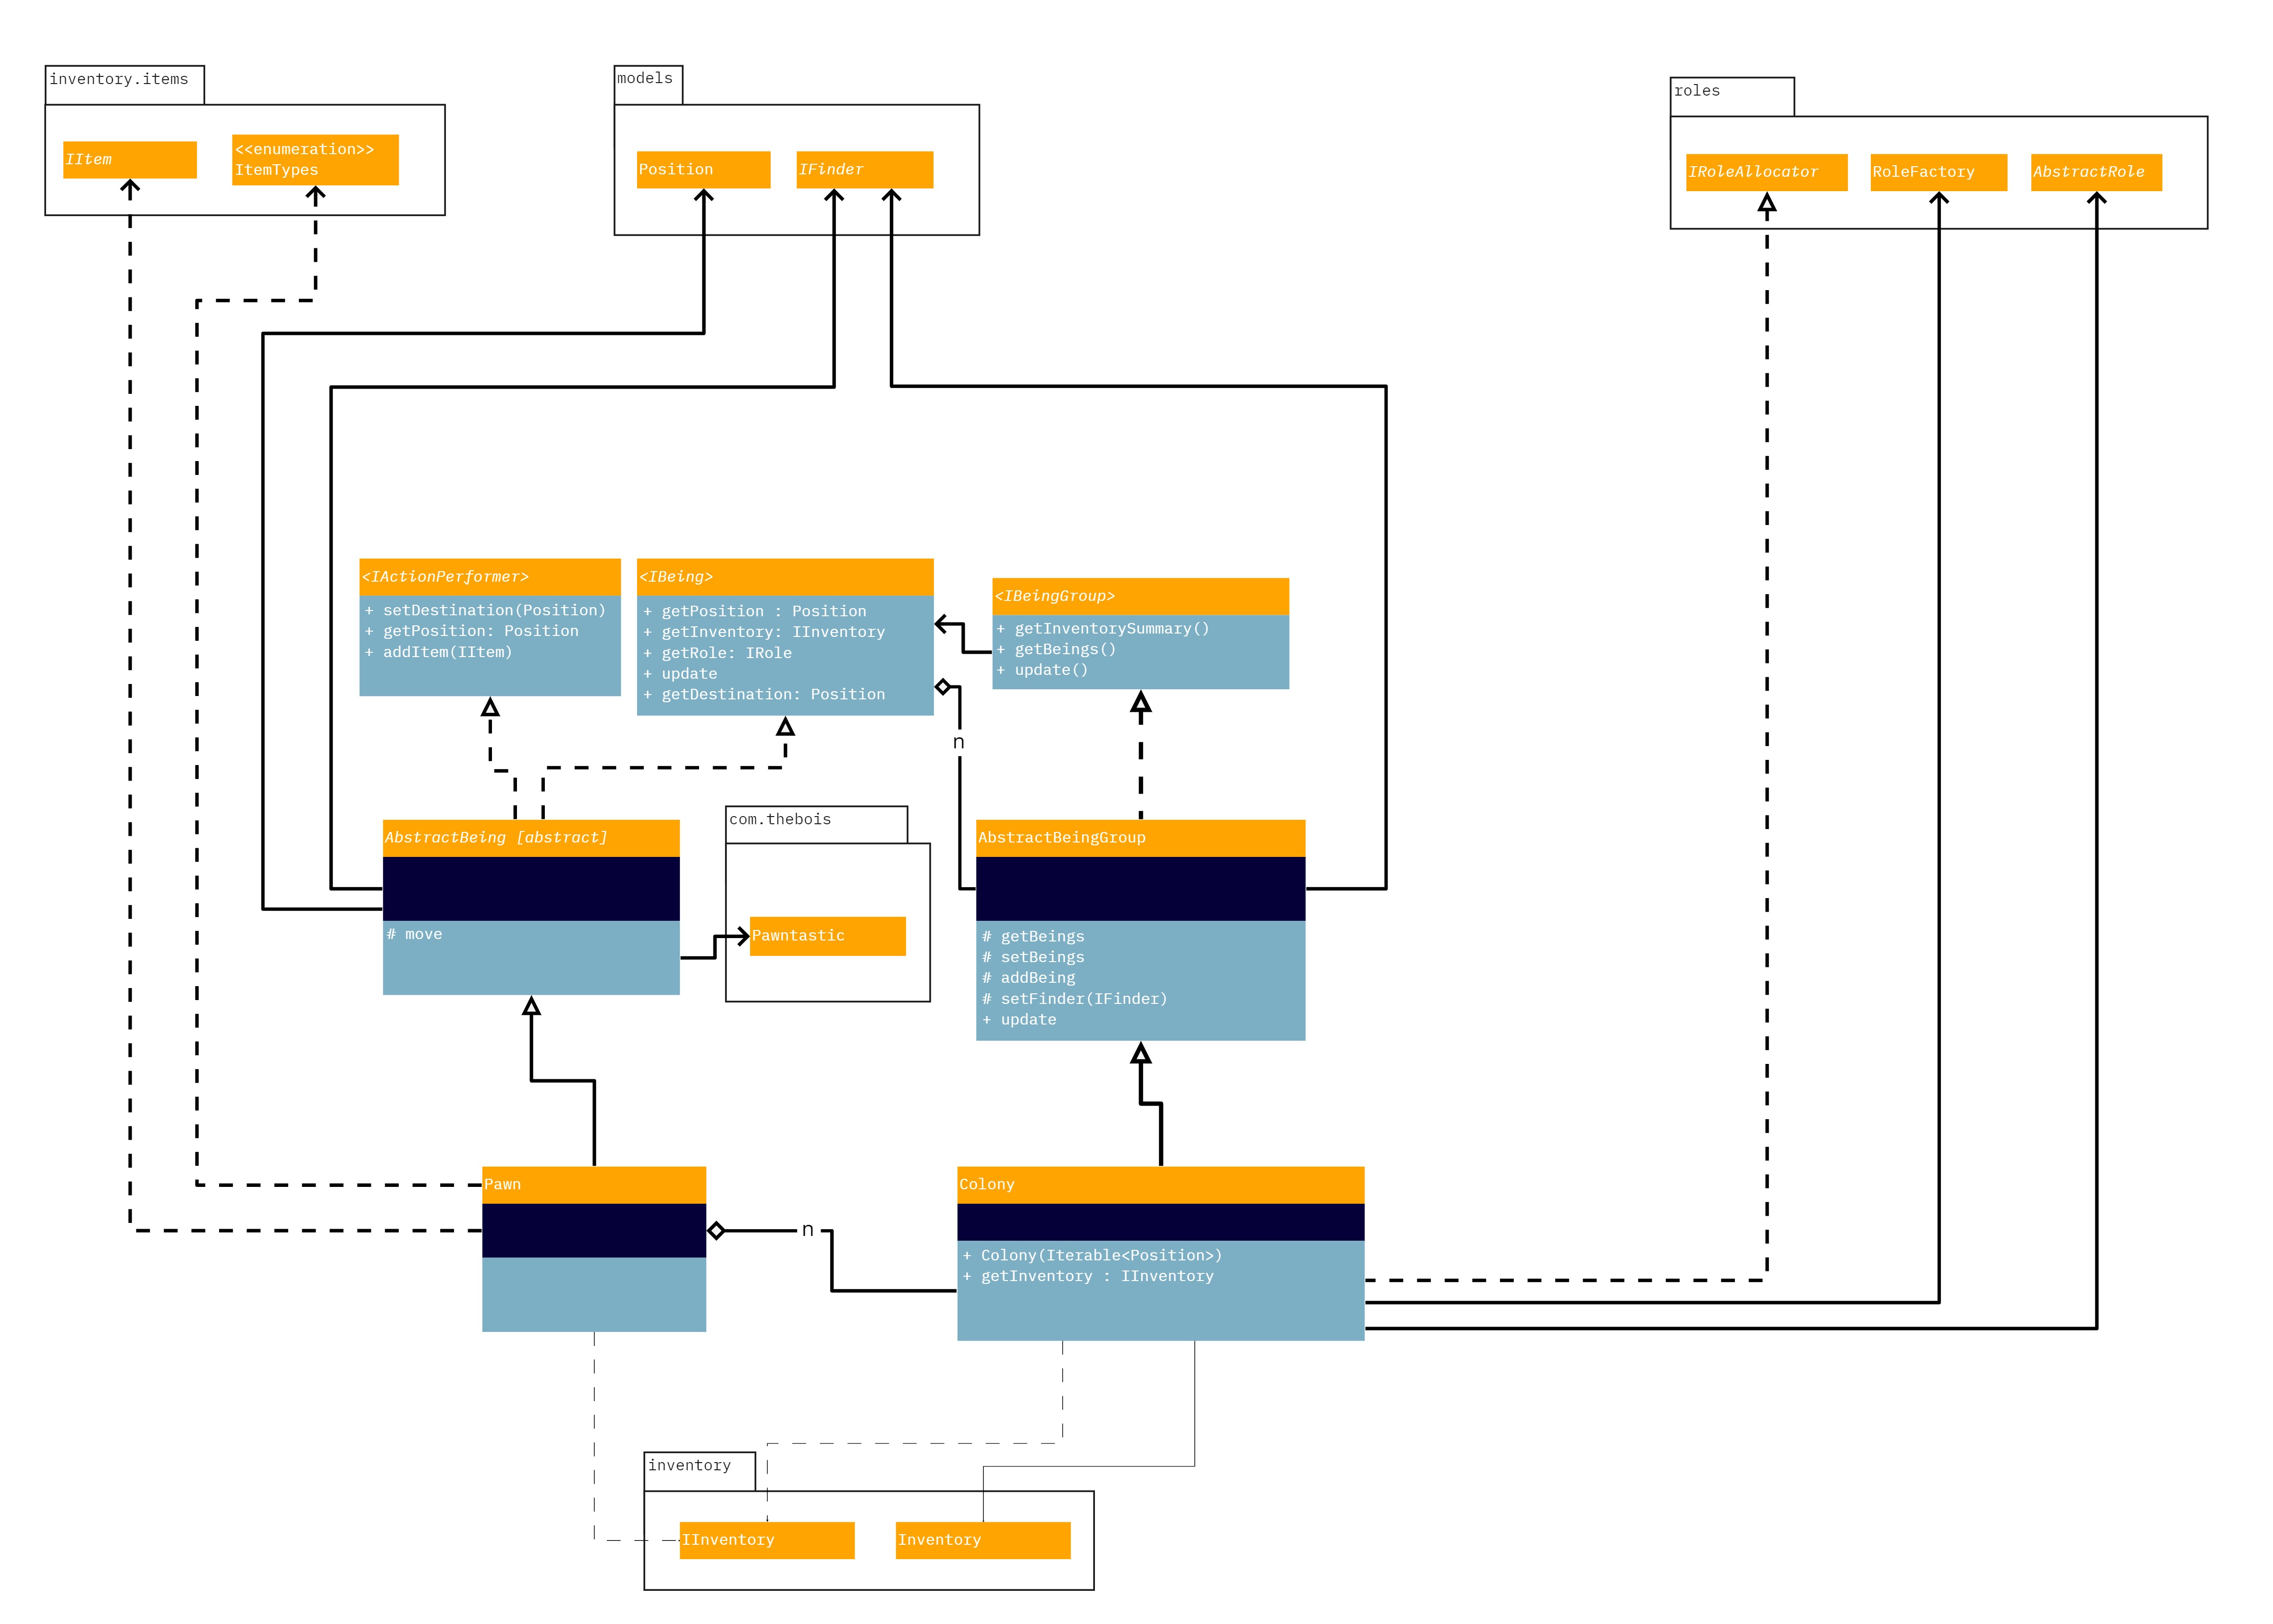 inventory.items
IItem
<<enumeration>>
ItemTypes
models
Position
IFinder
roles
IRoleAllocator
RoleFactory
AbstractRole
<IActionPerformer>
+ setDestination(Position)
+ getPosition: Position
+ addItem(IItem)
<IBeing>
+ getPosition : Position
+ getInventory: IInventory
+ getRole: IRole
+ update
+ getDestination: Position
<IBeingGroup>
+ getInventorySummary()
+ getBeings()
+ update()
n
AbstractBeing [abstract]
# move
com.thebois
Pawntastic
AbstractBeingGroup
# getBeings
# setBeings
# addBeing
# setFinder(IFinder)
+ update
Pawn
n
Colony
+ Colony(Iterable<Position>)
+ getInventory : IInventory
inventory
IInventory
Inventory